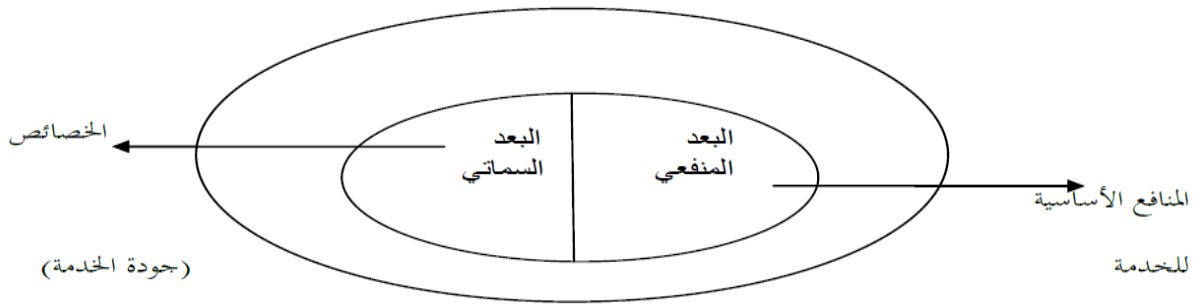 البعد
المنفعي
البعد
السماتي
الخصائص
المنافع الأساسية
للخدمة
(جودة الخدمة)